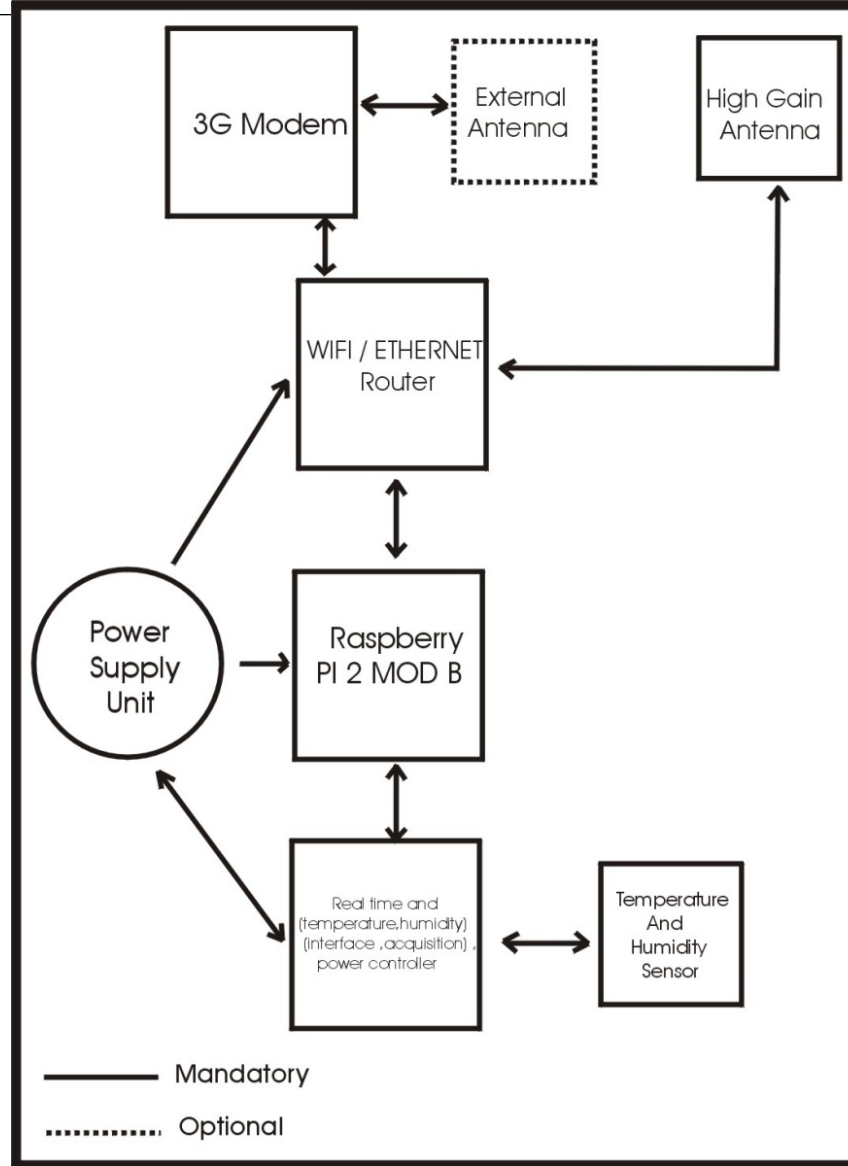 3G Modem
External
Antenna
High Gain
Antenna
WIFI / ETHERNET
Router
Power
Supply
Unit
Raspberry
PI 2 MOD B
Real time and
(temperature,humidity)
(interface ,acquisition) ,
power controller
Temperature
And
Humidity
Sensor
Mandatory
Optional